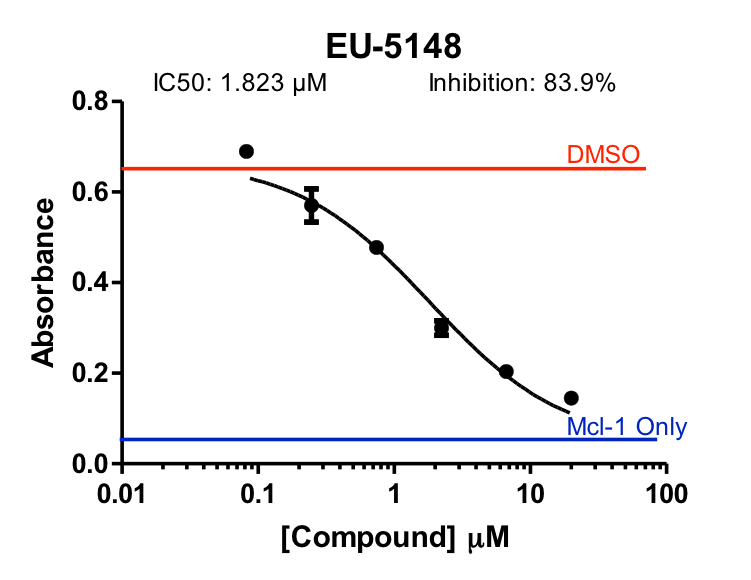 EU-5148
IC50: 1.823 µM Inhibition: 83.9%
0.8
DMSO
0.6
Absorbance
0.4
0.2
Mcl-1 Only
0.0
0.01 0.1 1 10 100
[Compound] µM